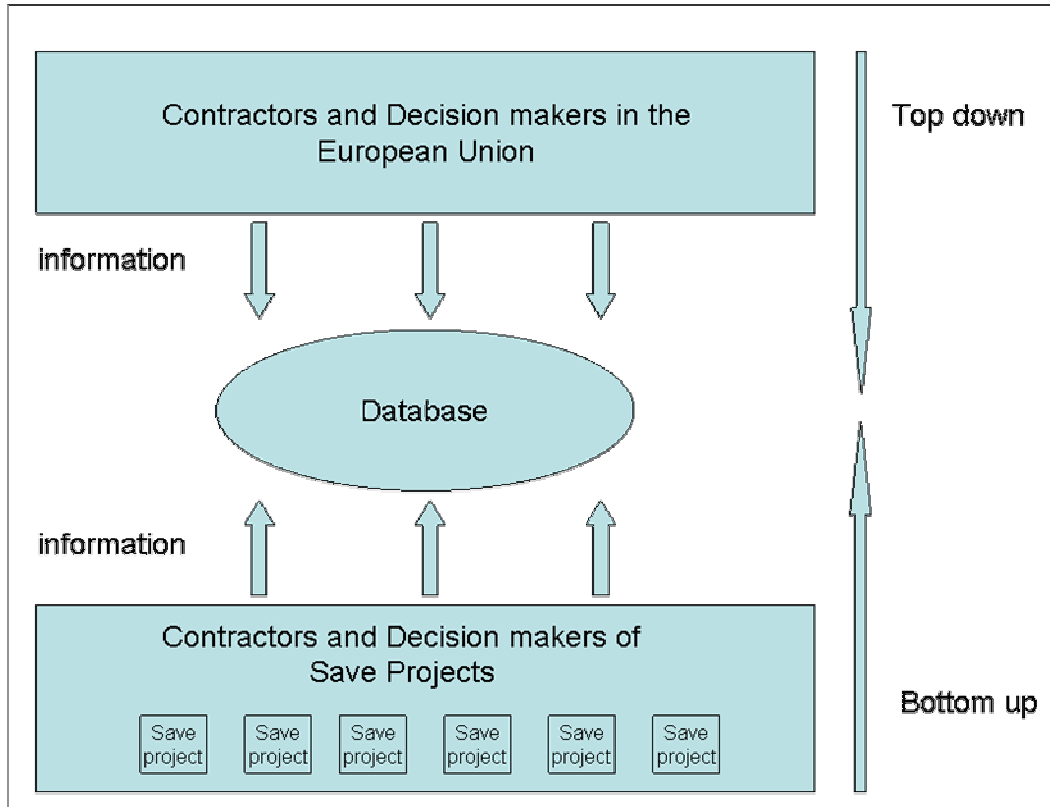 Contractors and Decision makers in the
European Union
Top down
information
Database
information
Contractors and Decision makers of
Save Projects
Bottom up
Save
project
Save
project
Save
project
Save
project
Save
project
Save
project